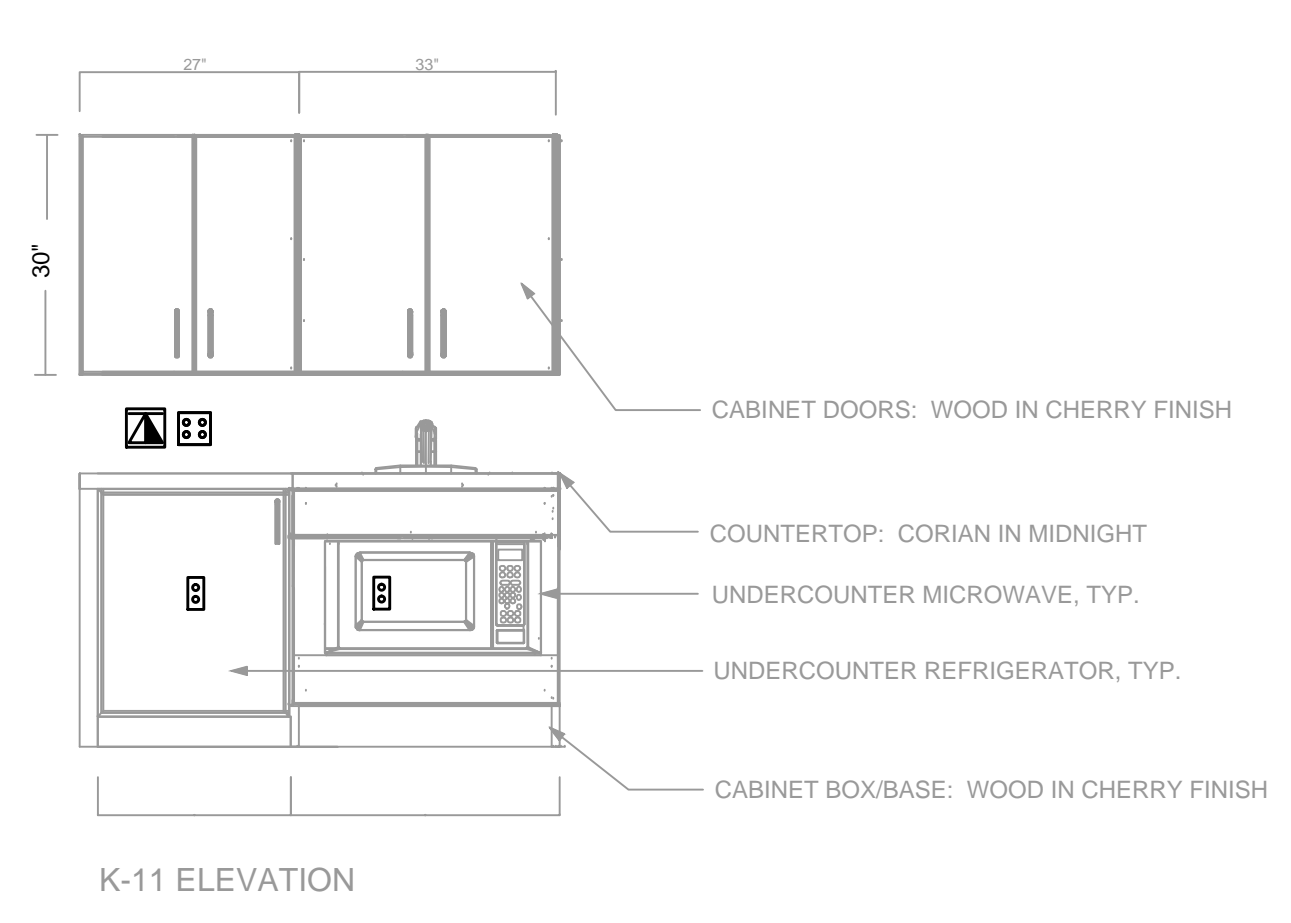 27"
33"
30"
CABINET DOORS:  WOOD IN CHERRY FINISH
COUNTERTOP:  CORIAN IN MIDNIGHT
UNDERCOUNTER MICROWAVE, TYP.
UNDERCOUNTER REFRIGERATOR, TYP.
CABINET BOX/BASE:  WOOD IN CHERRY FINISH
K-11 ELEVATION